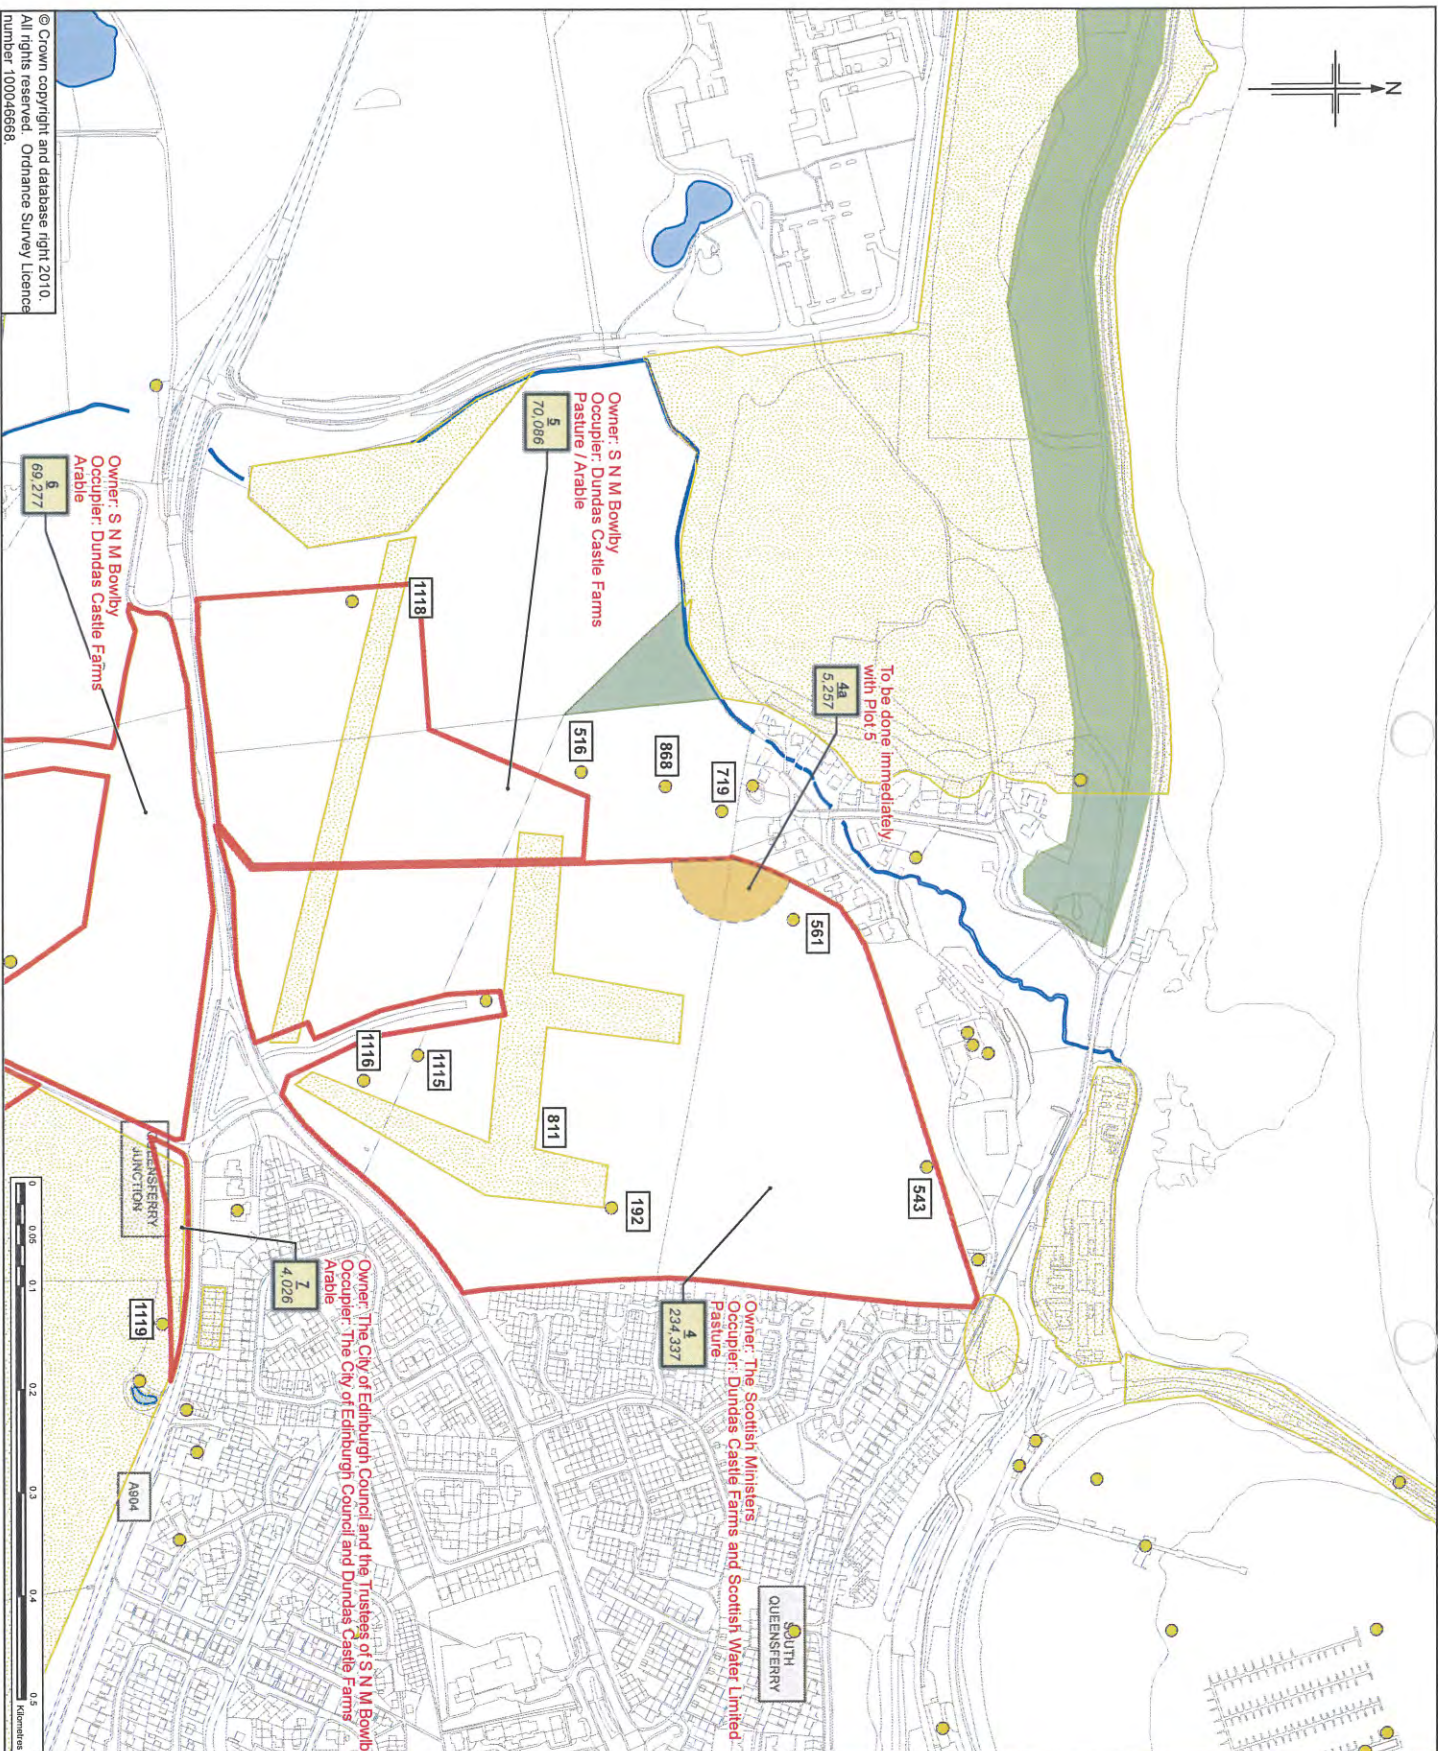 N
To be done immediately
with Plot 5
4a
5,257
Owner: S N M Bowlby
Occupier: Dundas Castle Farms
Pasture / Arable
5
70,086
Owner: S N M Bowlby
Occupier: Dundas Castle Farms
Arable
6
69,277
1118
516
868
719
561
543
1115
1116
811
192
Owner: The Scottish Ministers
Occupier: Dundas Castle Farms and Scottish Water Limited
Pasture
4
234,337
Owner: The City of Edinburgh Council and the Trustees of S N M Bowlb
Occupier: The City of Edinburgh Council and Dundas Castle Farms
Arable
7
4,026
1119
SOUTH
QUEENSFERRY
JUNCTION
A904
0 0.05 0.1 0.2 0.3 0.4 0.5
Kilometres
© Crown copyright and database right 2010.
All rights reserved. Ordnance Survey Licence
number 100046668.